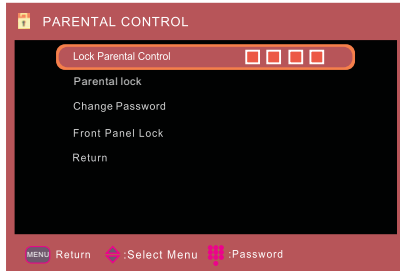 PARENTAL CONTROL
Lock Parental Control
Parental lock
Change Password
Front Panel Lock
Return
MENU Return :Select Menu :Password